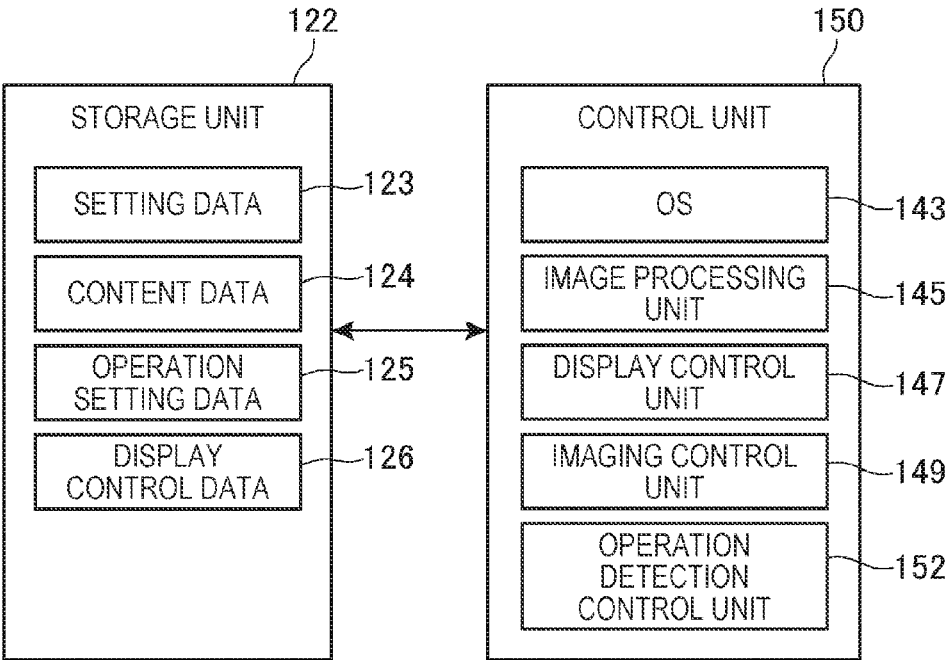 122
STORAGE UNIT
SETTING DATA
123
CONTENT DATA
124
OPERATION
SETTING DATA
125
DISPLAY
CONTROL DATA
126
150
CONTROL UNIT
OS
143
IMAGE PROCESSING
UNIT
145
DISPLAY CONTROL
UNIT
147
IMAGING CONTROL
UNIT
149
OPERATION
DETECTION
CONTROL UNIT
152